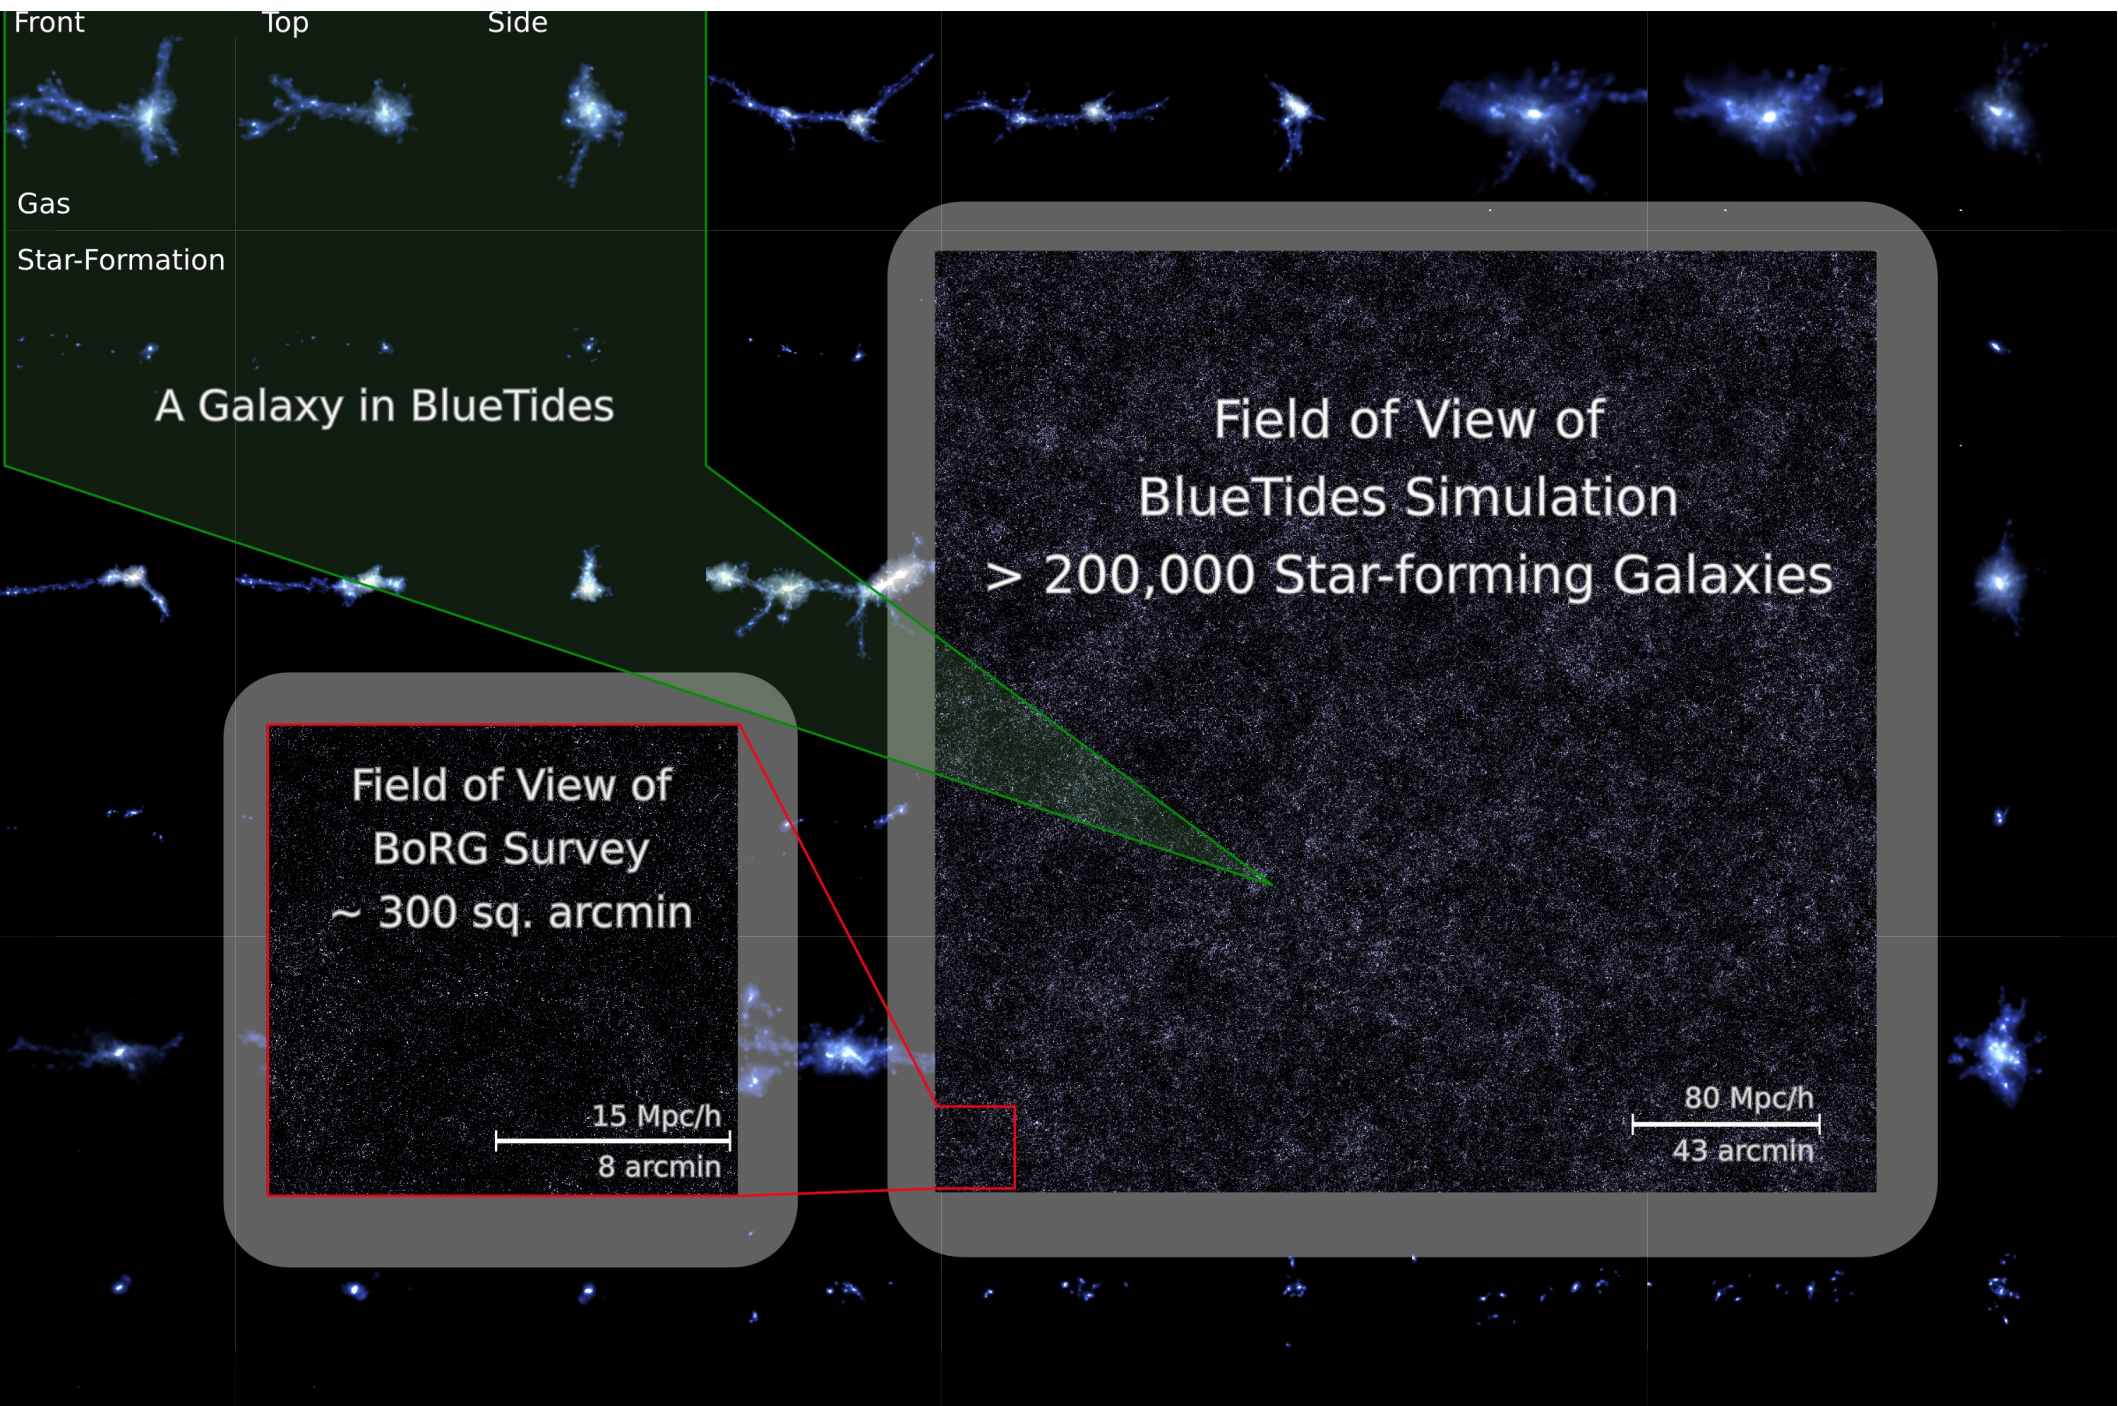 Front
Top
Side
Gas
Star-Formation
A Galaxy in BlueTides
Field of View of
BlueTides Simulation
> 200,000 Star-forming Galaxies
80 Mpc/h
43 arcmin
Field of View of
BoRG Survey
~ 300 sq. arcmin
15 Mpc/h
8 arcmin